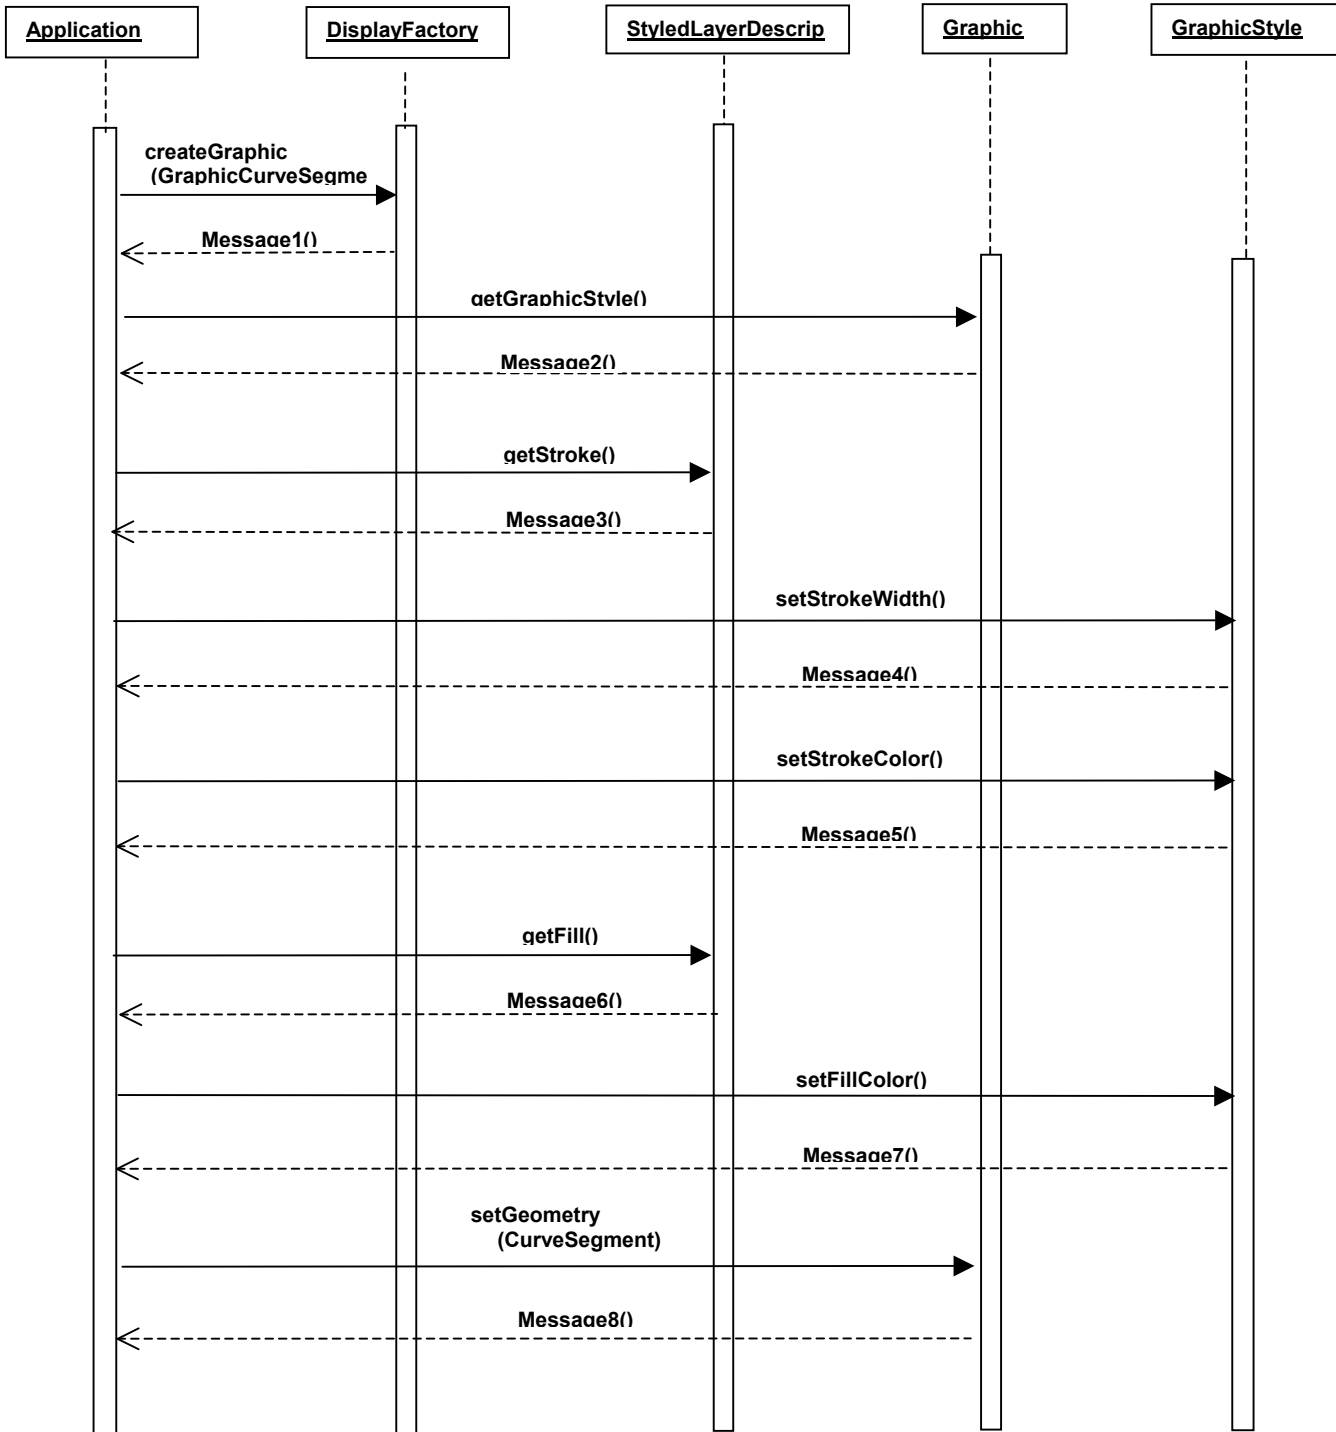 Application
DisplayFactory
StyledLayerDescrip
Graphic
GraphicStyle
createGraphic
(GraphicCurveSegme
Message1()
getGraphicStyle()
Message2()
getStroke()
Message3()
setStrokeWidth()
Message4()
setStrokeColor()
Message5()
getFill()
Message6()
setFillColor()
Message7()
setGeometry
(CurveSegment)
Message8()